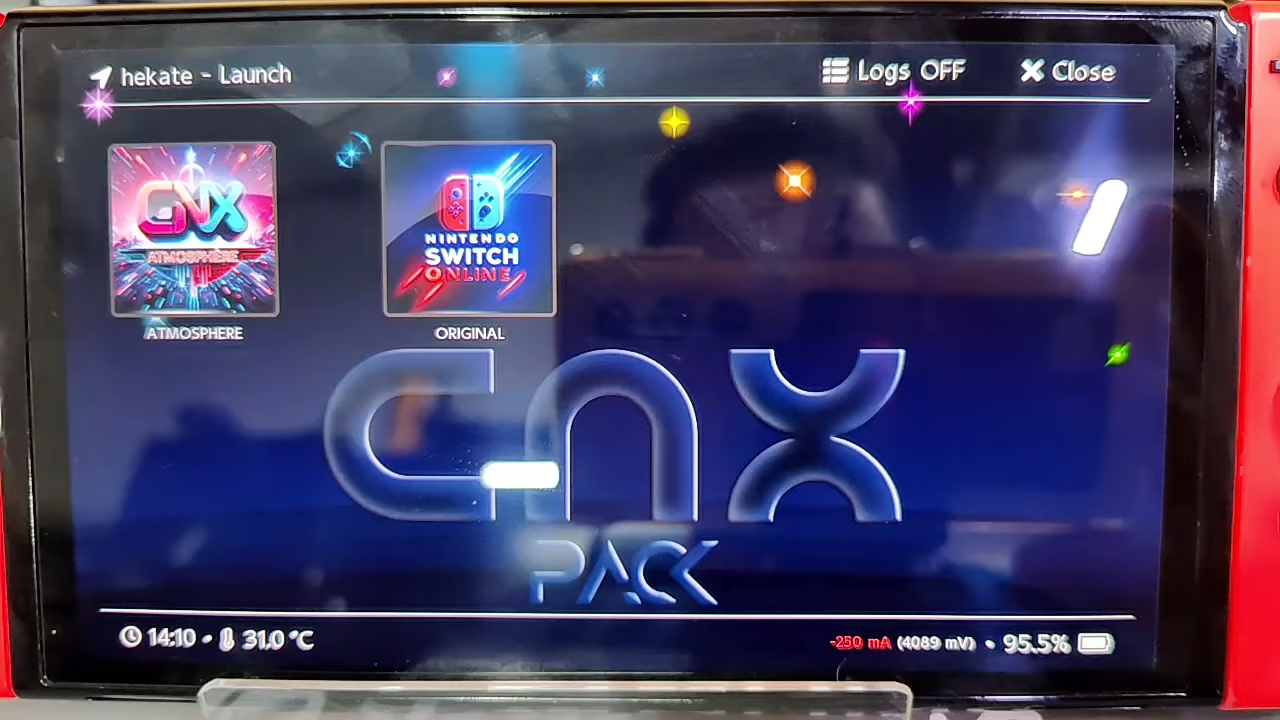 hekate - Launch
Logs OFF
Close
CNX
ATMOSPHERE
NINTENDO
SWITCH
ONLINE
ATMOSPHERE
ORIGINAL
CNX
PACK
14:10 • 31.0 °C
-250 mA (4089 mV) • 95.5%